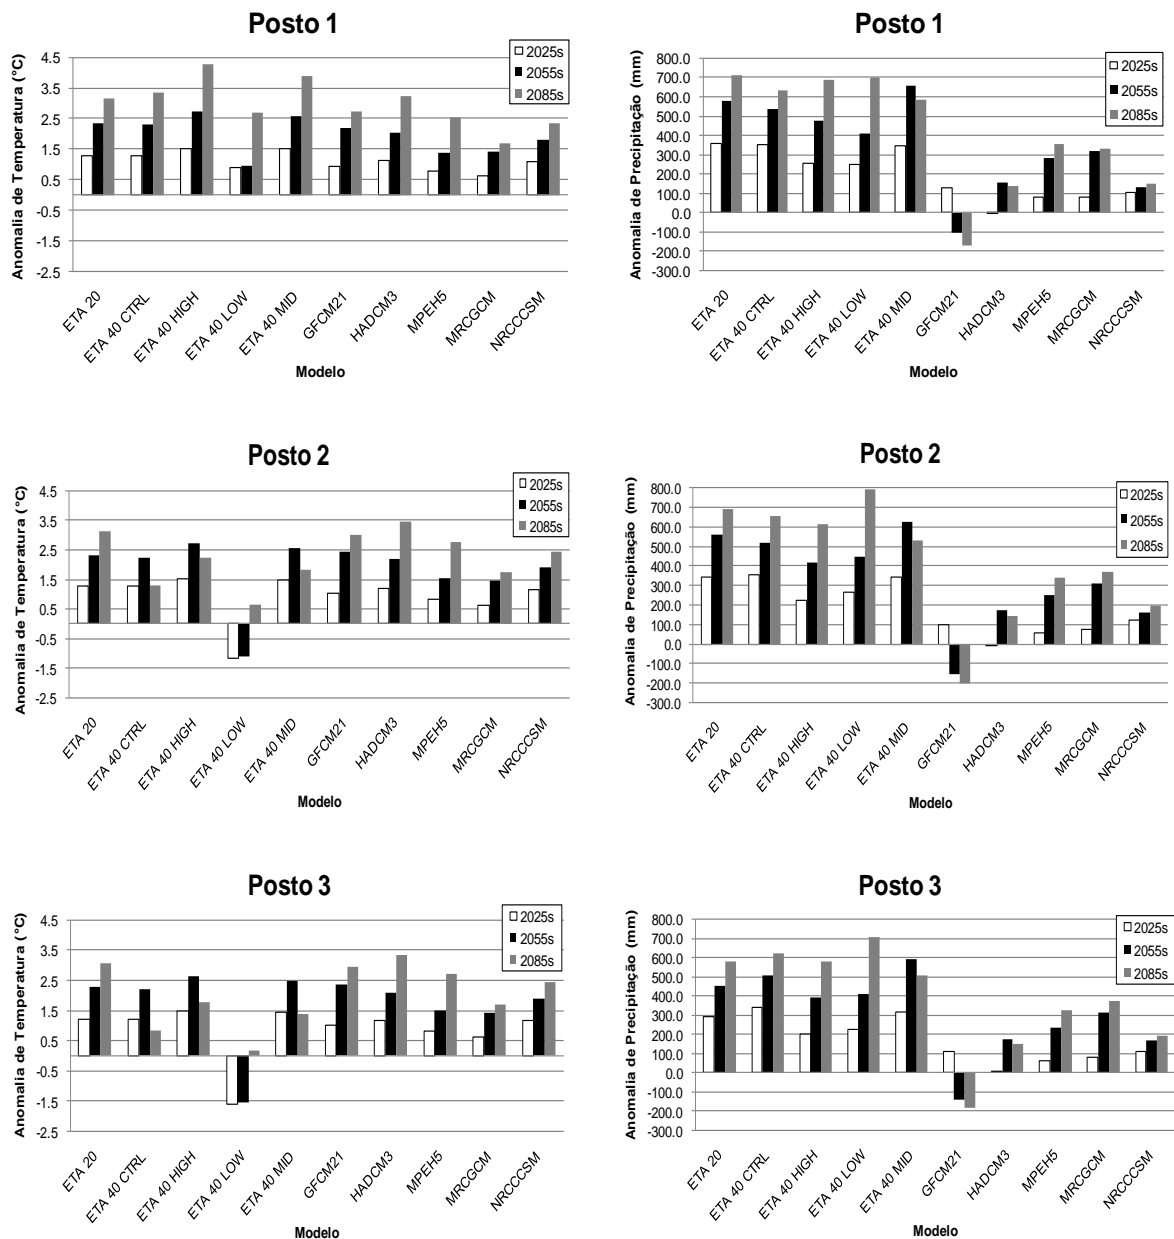 Posto 1
Anomalia de Temperatura (°C)
4.5
3.5
2.5
1.5
0.5
-0.5
-1.5
-2.5
2025s
2055s
2085s
ETA 20
ETA 40 CTRL
ETA 40 HIGH
ETA 40 LOW
ETA 40 MID
GFCM21
HADCM3
MPEH5
MRCGCM
NRCCCSM
Modelo
Posto 1
Anomalia de Precipitação (mm)
800.0
700.0
600.0
500.0
400.0
300.0
200.0
100.0
0.0
-100.0
-200.0
-300.0
2025s
2055s
2085s
ETA 20
ETA 40 CTRL
ETA 40 HIGH
ETA 40 LOW
ETA 40 MID
GFCM21
HADCM3
MPEH5
MRCGCM
NRCCCSM
Modelo
Posto 2
Anomalia de Temperatura (°C)
4.5
3.5
2.5
1.5
0.5
-0.5
-1.5
-2.5
2025s
2055s
2085s
ETA 20
ETA 40 CTRL
ETA 40 HIGH
ETA 40 LOW
ETA 40 MID
GFCM21
HADCM3
MPEH5
MRCGCM
NRCCCSM
Modelo
Posto 2
Anomalia de Precipitação (mm)
800.0
700.0
600.0
500.0
400.0
300.0
200.0
100.0
0.0
-100.0
-200.0
-300.0
2025s
2055s
2085s
ETA 20
ETA 40 CTRL
ETA 40 HIGH
ETA 40 LOW
ETA 40 MID
GFCM21
HADCM3
MPEH5
MRCGCM
NRCCCSM
Modelo
Posto 3
Anomalia de Temperatura (°C)
4.5
3.5
2.5
1.5
0.5
-0.5
-1.5
-2.5
2025s
2055s
2085s
ETA 20
ETA 40 CTRL
ETA 40 HIGH
ETA 40 LOW
ETA 40 MID
GFCM21
HADCM3
MPEH5
MRCGCM
NRCCCSM
Modelo
Posto 3
Anomalia de Precipitação (mm)
800.0
700.0
600.0
500.0
400.0
300.0
200.0
100.0
0.0
-100.0
-200.0
-300.0
2025s
2055s
2085s
ETA 20
ETA 40 CTRL
ETA 40 HIGH
ETA 40 LOW
ETA 40 MID
GFCM21
HADCM3
MPEH5
MRCGCM
NRCCCSM
Modelo